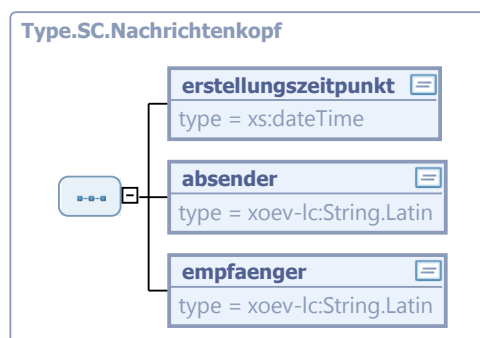 Type.SC.Nachrichtenkopf
erstellungszeitpunkt
type = xs:dateTime
absender
type = xoev-lc:String.Latin
empfaenger
type = xoev-lc:String.Latin